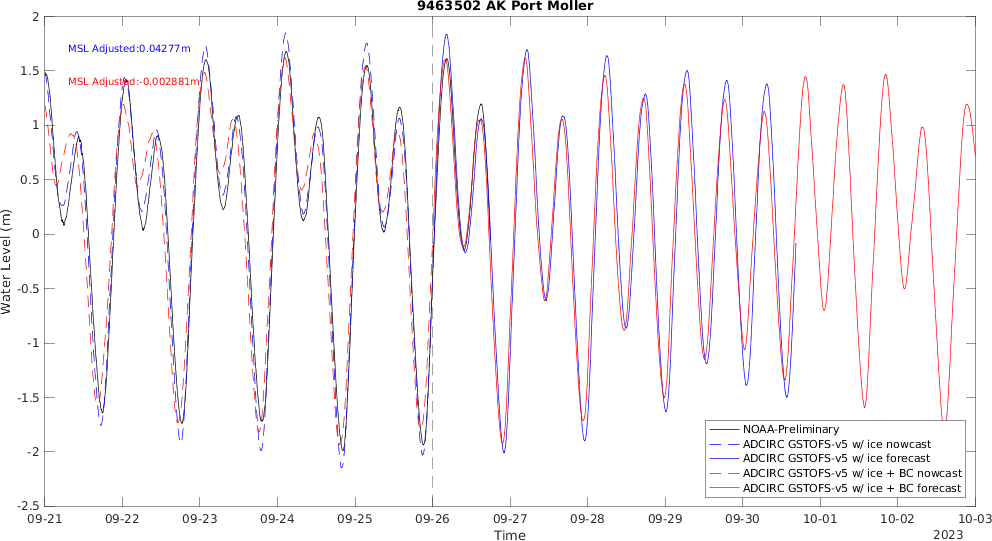 9463502 AK Port Moller
MSL Adjusted:0.04277m
MSL Adjusted:-0.002881m
Water Level (m)
2
1.5
1
0.5
0
-0.5
-1
-1.5
-2
-2.5
NOAA-Preliminary
ADCIRC GSTOFS-v5 w/ ice nowcast
ADCIRC GSTOFS-v5 w/ ice forecast
ADCIRC GSTOFS-v5 w/ ice + BC nowcast
ADCIRC GSTOFS-v5 w/ ice + BC forecast
09-21 09-22 09-23 09-24 09-25 09-26 09-27 09-28 09-29 09-30 10-01 10-02 10-03
Time
2023